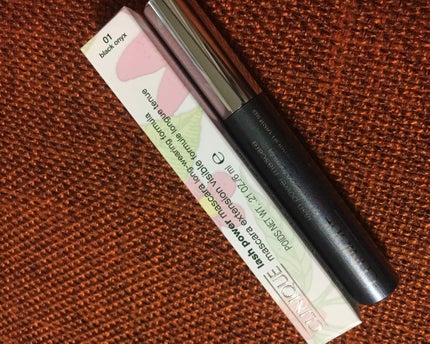 01
black onyx
CLINIQUE
lash power mascara long-wearing formula
mascara extension visible formule longue tenue
POIDS NET WT. .21 OZ./6 ml ℮